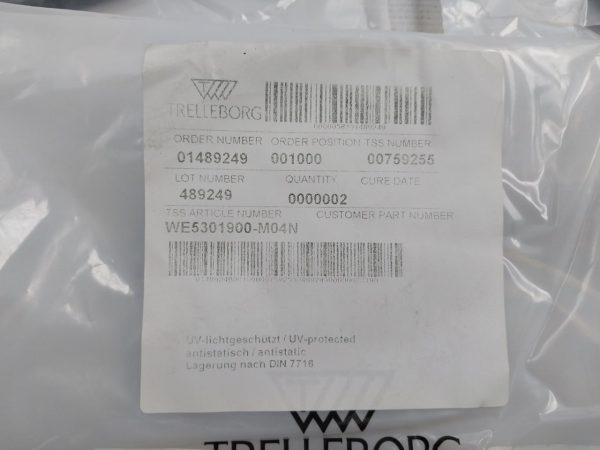 TRELLEBORG
ORDER NUMBER ORDER POSITION TSS NUMBER
01489249 001000 00759255
LOT NUMBER QUANTITY CURE DATE
489249 0000002
TSS ARTICLE NUMBER CUSTOMER PART NUMBER
WE5301900-M04N
UV-lichtgeschützt / UV-protected
antistatisch / antistatic
Lagerung nach DIN 7716
TRELLEBORG